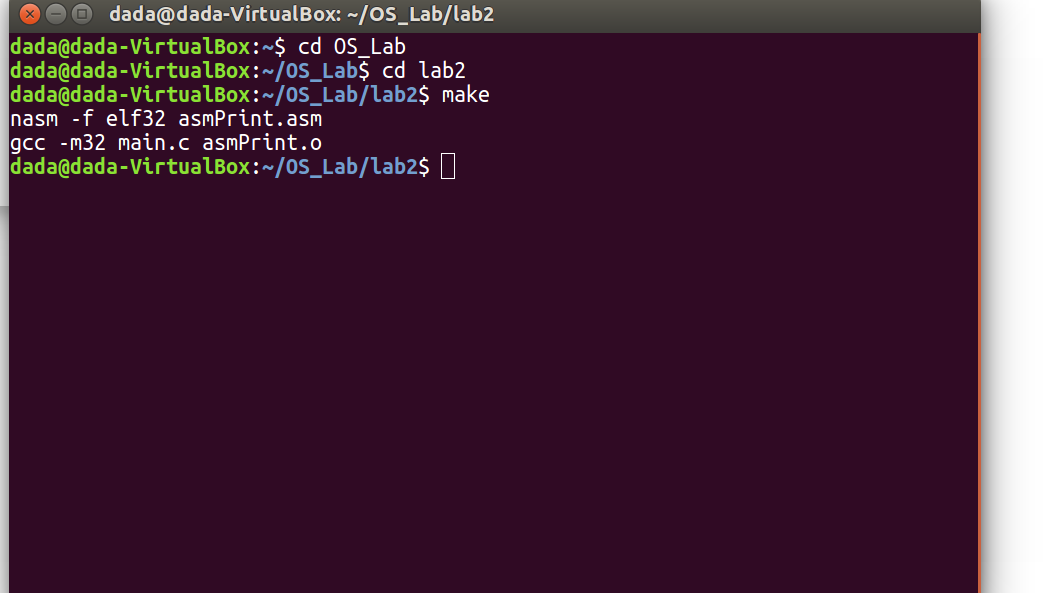 dada@dada-VirtualBox: ~/OS_Lab/lab2
dada@dada-VirtualBox:~$ cd OS_Lab
dada@dada-VirtualBox:~/OS_Lab$ cd lab2
dada@dada-VirtualBox:~/OS_Lab/lab2$ make
nasm -f elf32 asmPrint.asm
gcc -m32 main.c asmPrint.o
dada@dada-VirtualBox:~/OS_Lab/lab2$